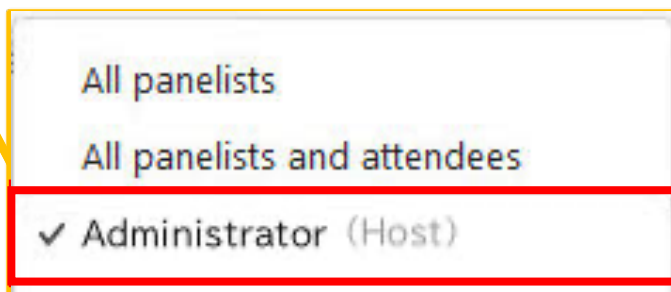 All panelists
All panelists and attendees
✓ Administrator (Host)